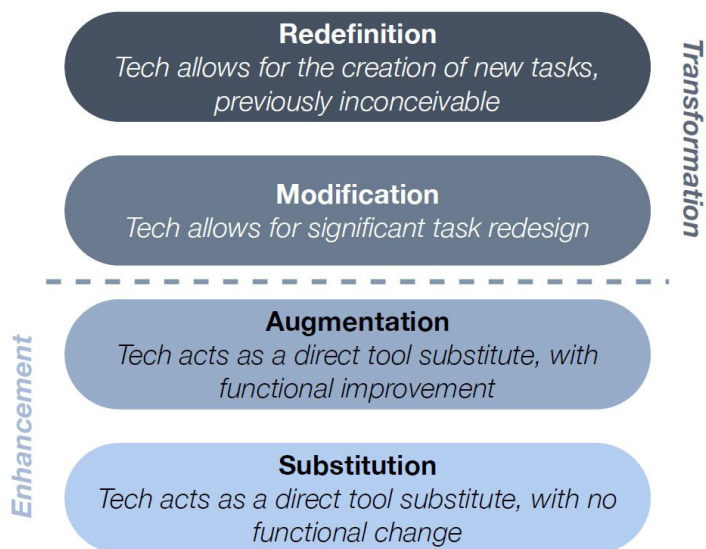 Redefinition
Tech allows for the creation of new tasks,
previously inconceivable
Transformation
Modification
Tech allows for significant task redesign
Augmentation
Tech acts as a direct tool substitute, with
functional improvement
Enhancement
Substitution
Tech acts as a direct tool substitute, with no
functional change